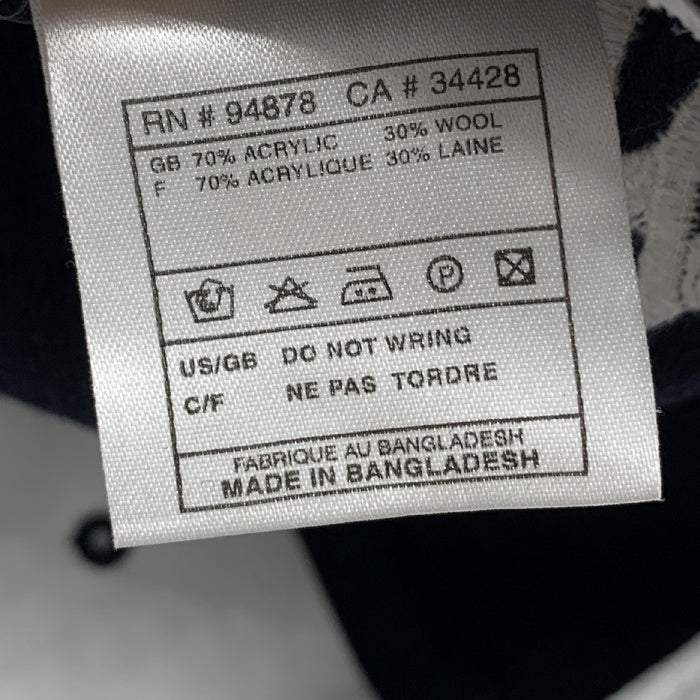 RN # 94878 CA # 34428
GB 70% ACRYLIC 30% WOOL
F 70% ACRYLIQUE 30% LAINE
P
US/GB DO NOT WRING
C/F NE PAS TORDRE
FABRIQUE AU BANGLADESH
MADE IN BANGLADESH